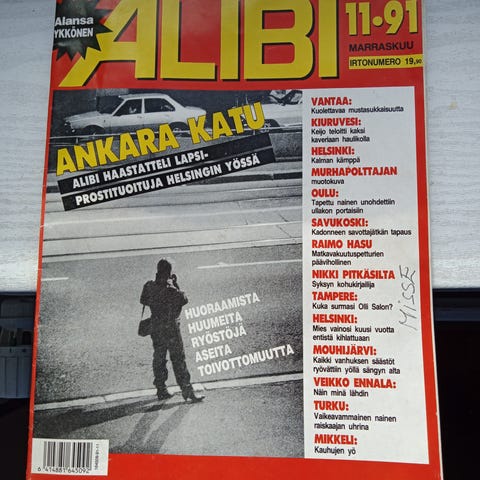 Alansa
YKKÖNEN
ALIBI
11•91
MARRASKUU
IRTONUMERO 19,90
ANKARA KATU
ALIBI HAASTATTELI LAPSI-
PROSTITUOITUJA HELSINGIN YÖSSÄ
HUORAAMISTA
HUUMEITA
RYÖSTÖJÄ
ASEITA
TOIVOTTOMUUTTA
VANTAA:
Kuolettavaa mustasukkaisuutta
KIURUVESI:
Keijo teloitti kaksi
kaveriaan haulikolla
HELSINKI:
Kalman kämppä
MURHAPOLTTAJAN
muotokuva
OULU:
Tapettu nainen unohdettiin
ullakon portaisiin
SAVUKOSKI:
Kadonneen savottajätkän tapaus
RAIMO HASU
Matkavakuutuspetturien
päävihollinen
NIKKI PITKÄSILTA
Syksyn kohukirjailija
TAMPERE:
Kuka surmasi Olli Salon?
HELSINKI:
Mies vainosi kuusi vuotta
entistä kihlattuaan
MOUHIJÄRVI:
Kaikki vanhuksen säästöt
ryövättiin yöllä sängyn alta
VEIKKO ENNALA:
Näin minä lähdin
TURKU:
Vaikeavammainen nainen
raiskaajan uhrina
MIKKELI:
Kauhujen yö
MISSE
6 414881 645092